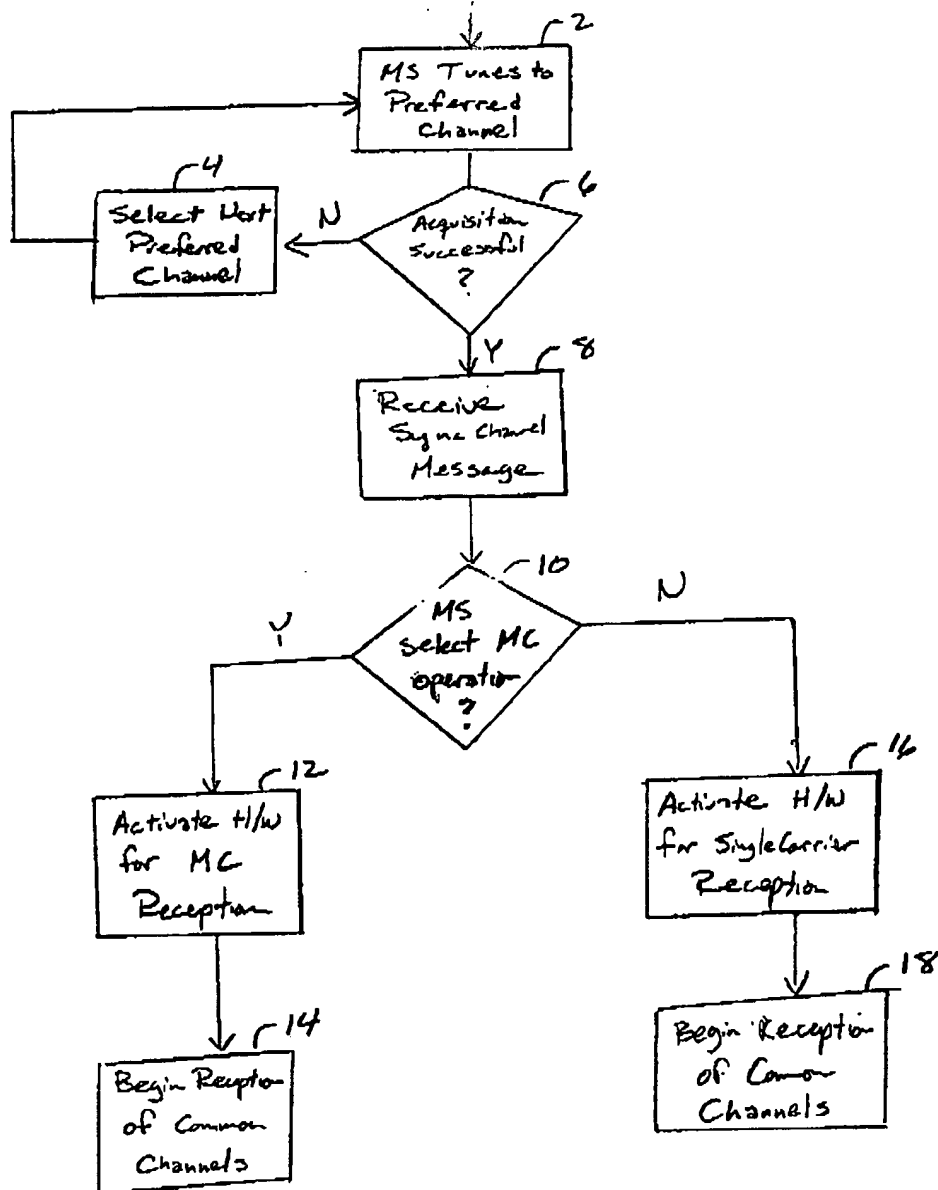 2
MS Tunes to
Preferred
Channel
4
Select Next
Preferred
Channel
N
6
Acquisition
Successful
?
Y
8
Receive
Sync Channel
Message
10
MS
select MC
operation
?
Y
N
12
Activate H/W
for MC
Reception
16
Activate H/W
for Single Carrier
Reception
14
Begin Reception
of Common
Channels
18
Begin Reception
of Common
Channels